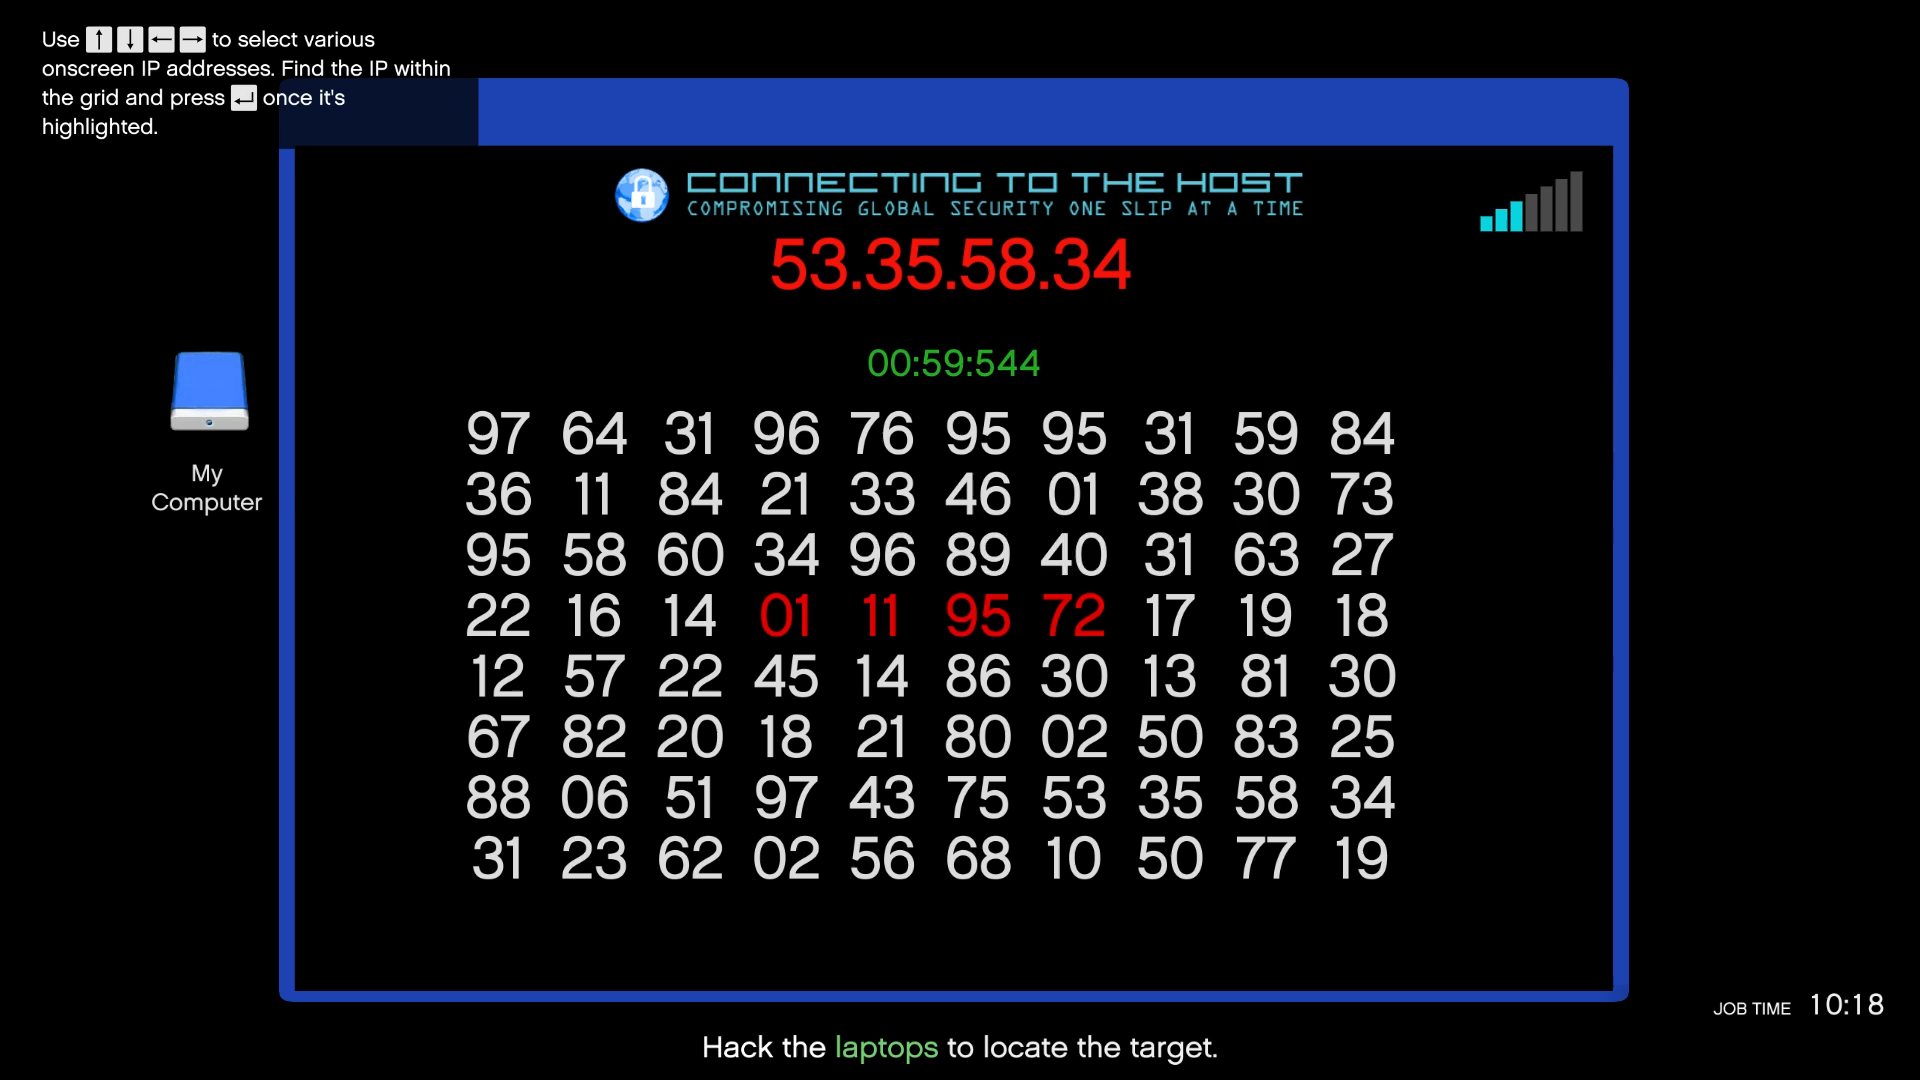 Use ↑ ↓ ← → to select various
onscreen IP addresses. Find the IP within
the grid and press ↵ once it's
highlighted.
CONNECTING TO THE HOST
COMPROMISING GLOBAL SECURITY ONE SLIP AT A TIME
53.35.58.34
00:59:544
My
Computer
97 64 31 96 76 95 95 31 59 84
36 11 84 21 33 46 01 38 30 73
95 58 60 34 96 89 40 31 63 27
22 16 14 01 11 95 72 17 19 18
12 57 22 45 14 86 30 13 81 30
67 82 20 18 21 80 02 50 83 25
88 06 51 97 43 75 53 35 58 34
31 23 62 02 56 68 10 50 77 19
JOB TIME 10:18
Hack the laptops to locate the target.